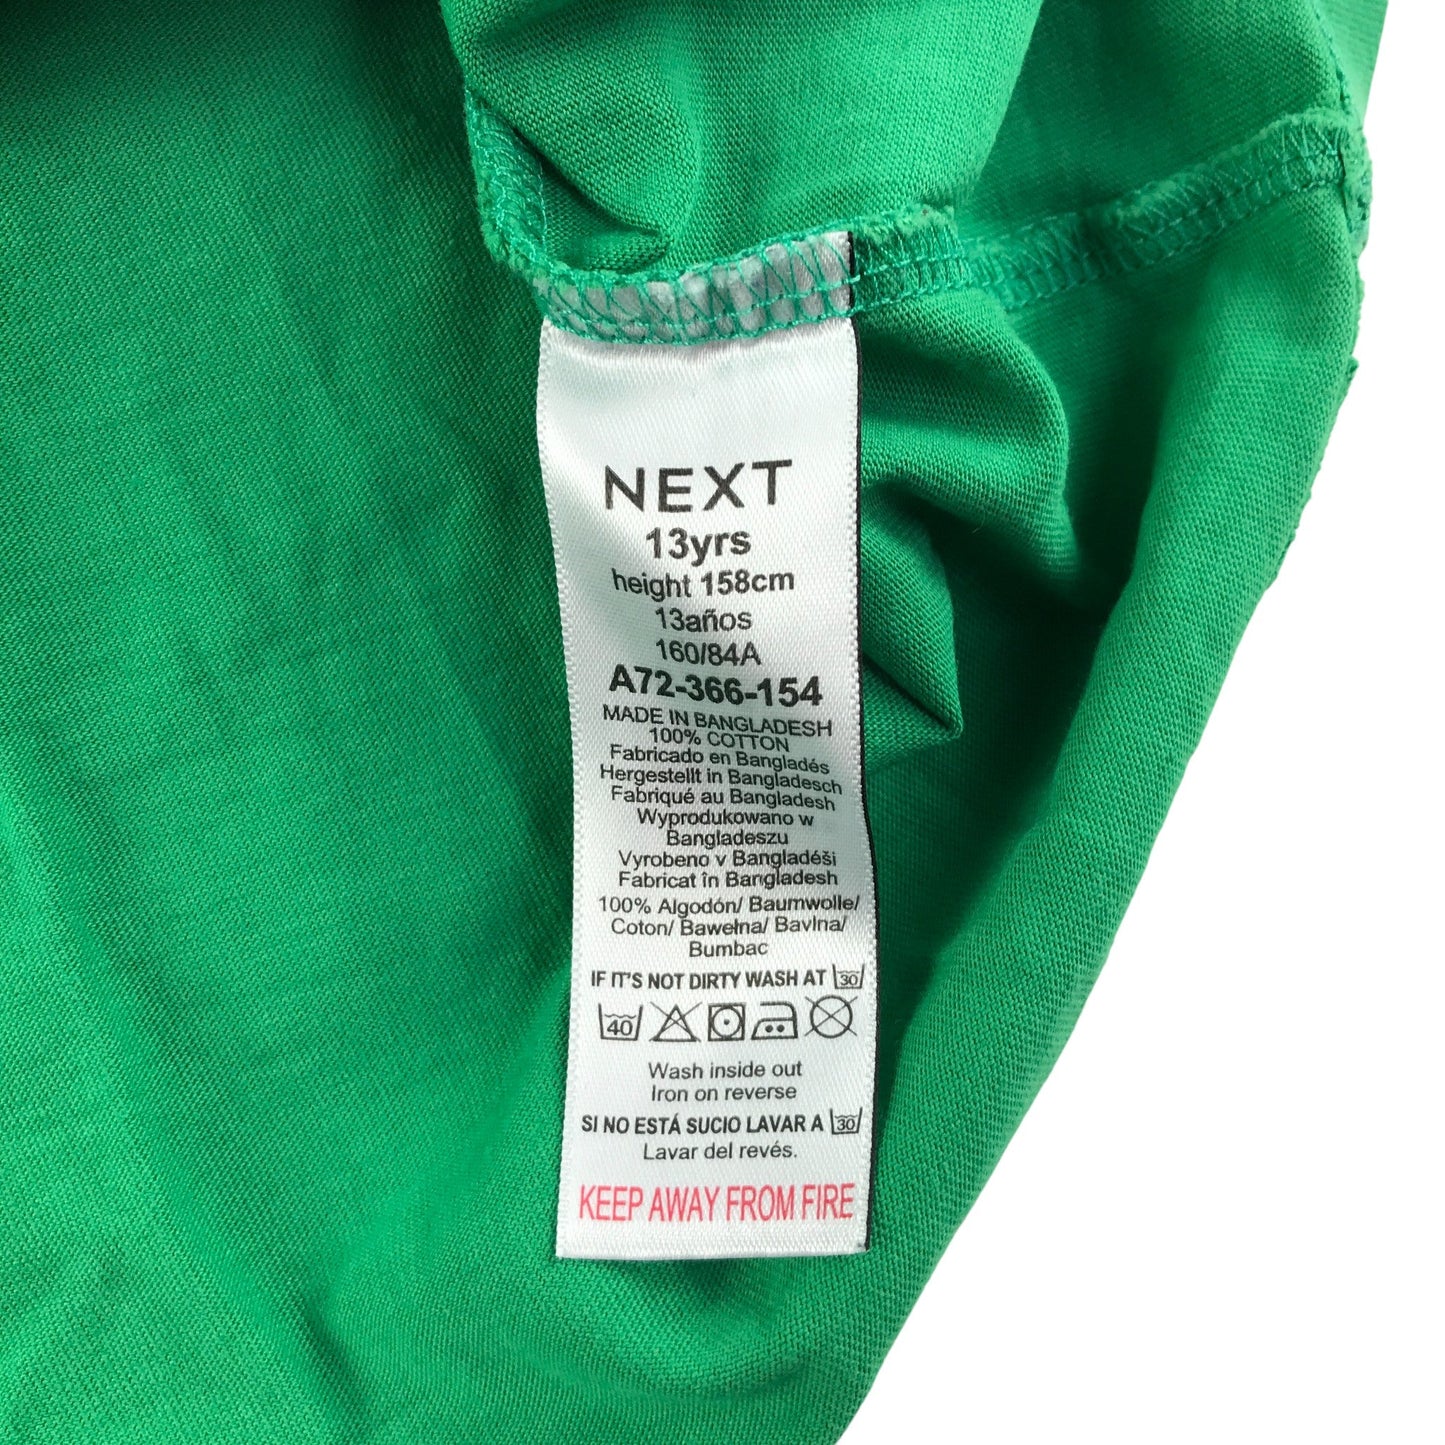 NEXT
13yrs
height 158cm
13años
160/84A
A72-366-154
MADE IN BANGLADESH
100% COTTON
Fabricado en Bangladés
Hergestellt in Bangladesch
Fabriqué au Bangladesh
Wyprodukowano w
Bangladeszu
Vyrobeno v Bangladéši
Fabricat în Bangladesh
100% Algodón/ Baumwolle/
Coton/ Bawełna/ Bavlna/
Bumbac
IF IT'S NOT DIRTY WASH AT 30
40
Wash inside out
Iron on reverse
SI NO ESTÁ SUCIO LAVAR A 30
Lavar del revés.
KEEP AWAY FROM FIRE